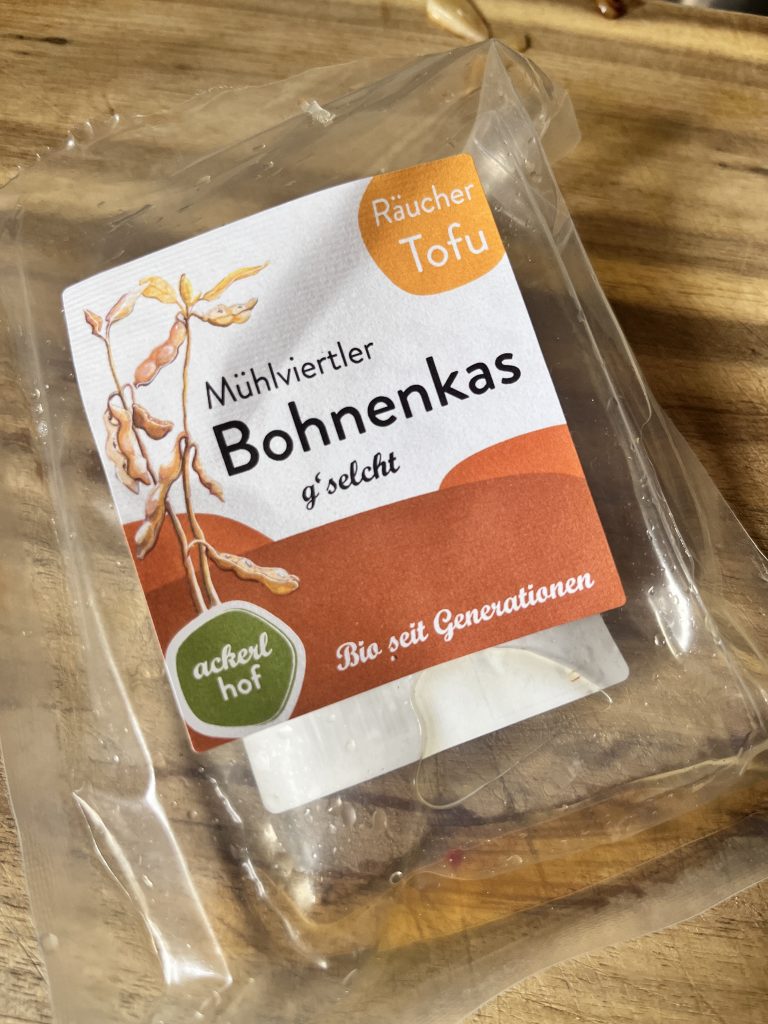 Räucher
Tofu
Mühlviertler
Bohnenkas
g'selcht
Bio seit Generationen
ackerl
hof